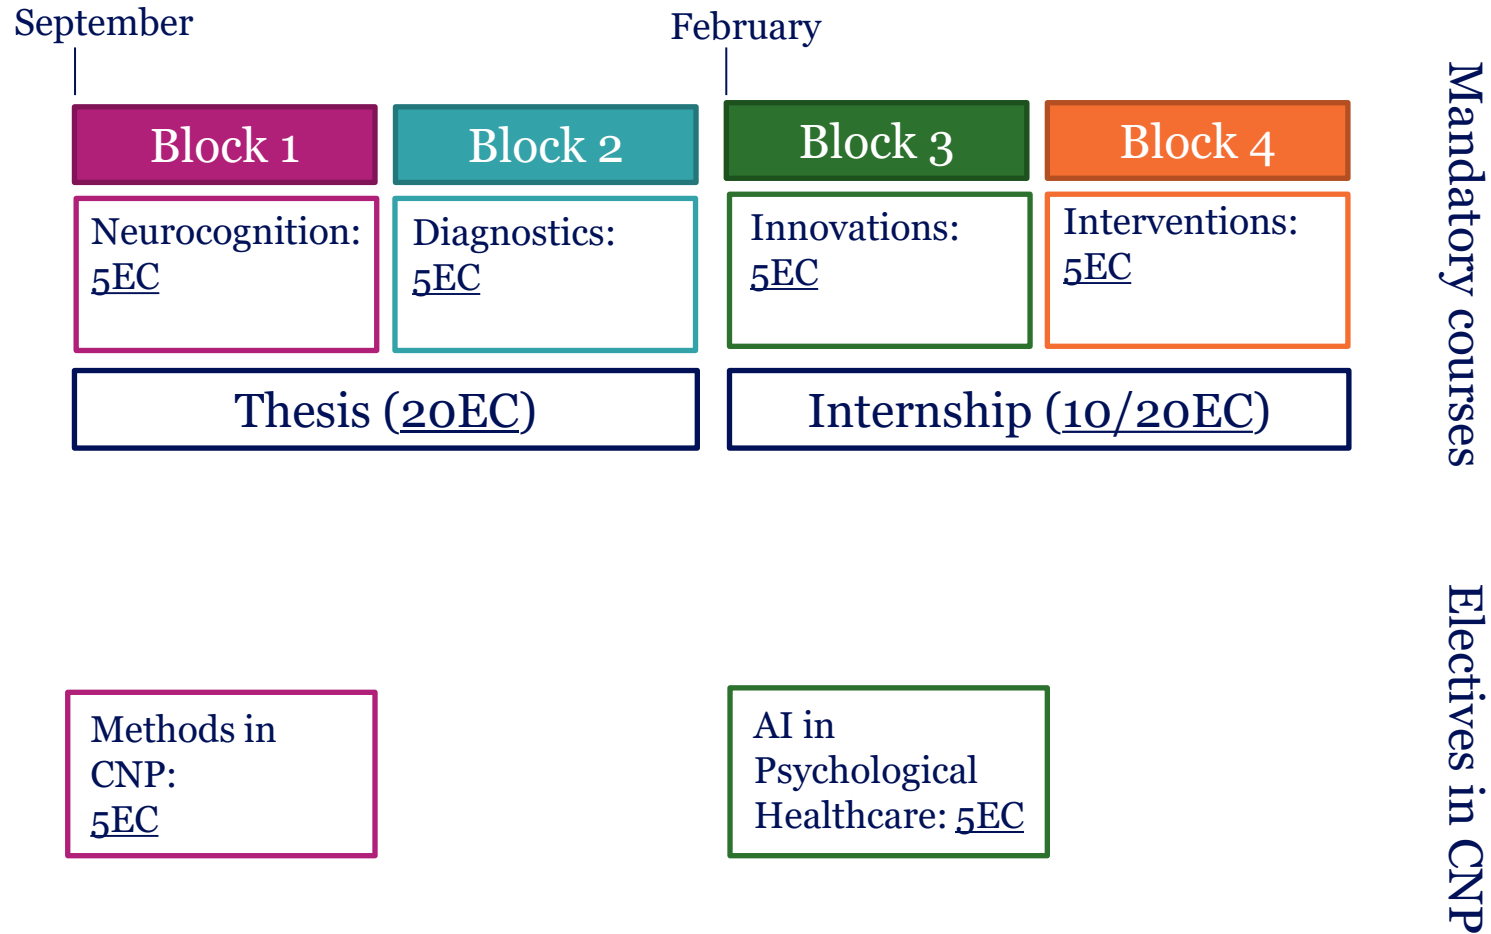 September
February
Block 1
Block 2
Block 3
Block 4
Neurocognition:
5EC
Diagnostics:
5EC
Innovations:
5EC
Interventions:
5EC
Thesis (20EC)
Internship (10/20EC)
Mandatory courses
Methods in
CNP:
5EC
AI in
Psychological
Healthcare: 5EC
Electives in CNP